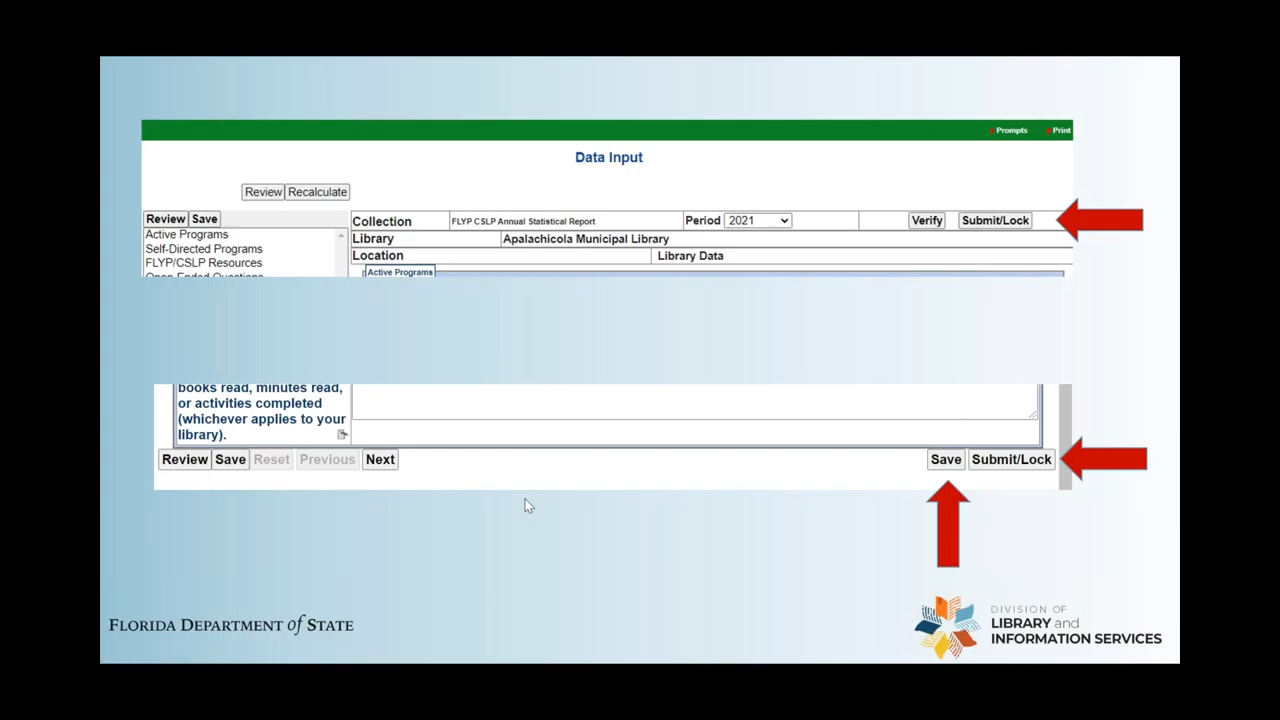 Prompts Print
Data Input
Review Recalculate
Review Save
Collection FLYP CSLP Annual Statistical Report Period 2021 Verify Submit/Lock
Active Programs
Library Apalachicola Municipal Library
Self-Directed Programs
Location Library Data
FLYP/CSLP Resources
Active Programs
Open-Ended Questions
books read, minutes read,
or activities completed
(whichever applies to your
library).
Review Save Reset Previous Next Save Submit/Lock
FLORIDA DEPARTMENT of STATE
DIVISION OF
LIBRARY and
INFORMATION SERVICES